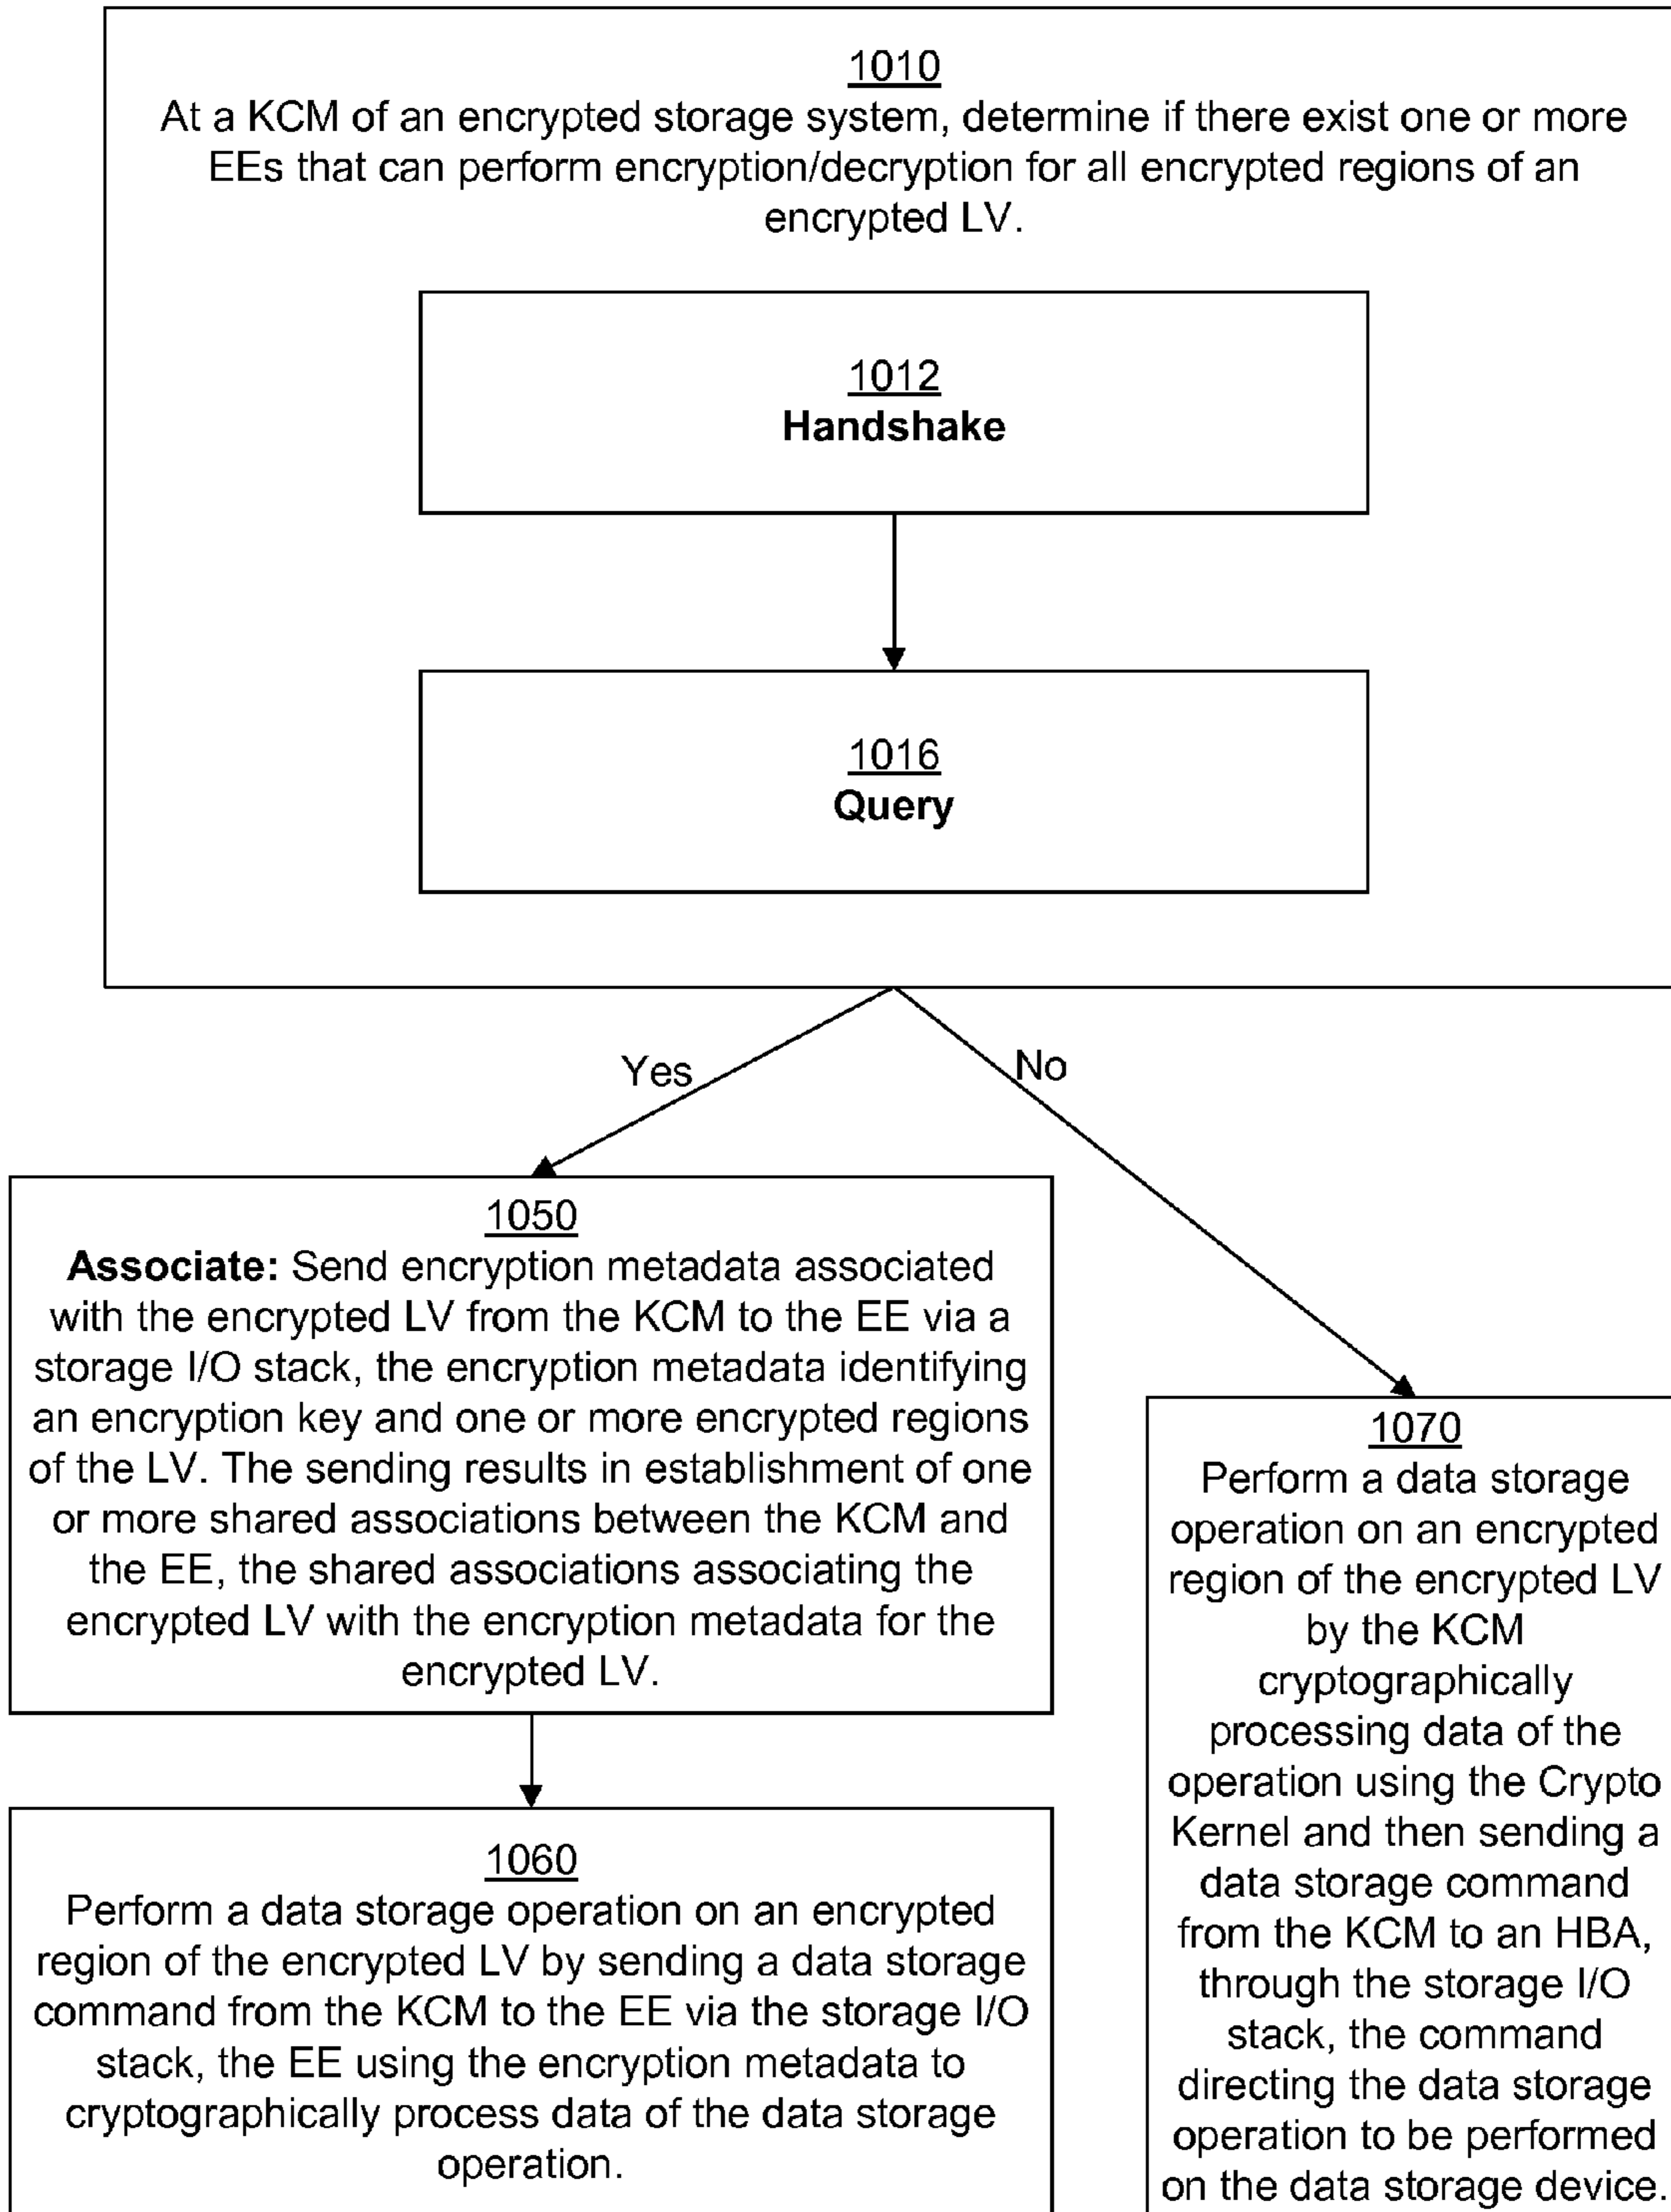 1010
At a KCM of an encrypted storage system, determine if there exist one or more
EEs that can perform encryption/decryption for all encrypted regions of an
encrypted LV.
1012
Handshake
1016
Query
Yes
No
1050
Associate: Send encryption metadata associated
with the encrypted LV from the KCM to the EE via a
storage I/O stack, the encryption metadata identifying
an encryption key and one or more encrypted regions
of the LV. The sending results in establishment of one
or more shared associations between the KCM and
the EE, the shared associations associating the
encrypted LV with the encryption metadata for the
encrypted LV.
1060
Perform a data storage operation on an encrypted
region of the encrypted LV by sending a data storage
command from the KCM to the EE via the storage I/O
stack, the EE using the encryption metadata to
cryptographically process data of the data storage
operation.
1070
Perform a data storage
operation on an encrypted
region of the encrypted LV
by the KCM
cryptographically
processing data of the
operation using the Crypto
Kernel and then sending a
data storage command
from the KCM to an HBA,
through the storage I/O
stack, the command
directing the data storage
operation to be performed
on the data storage device.